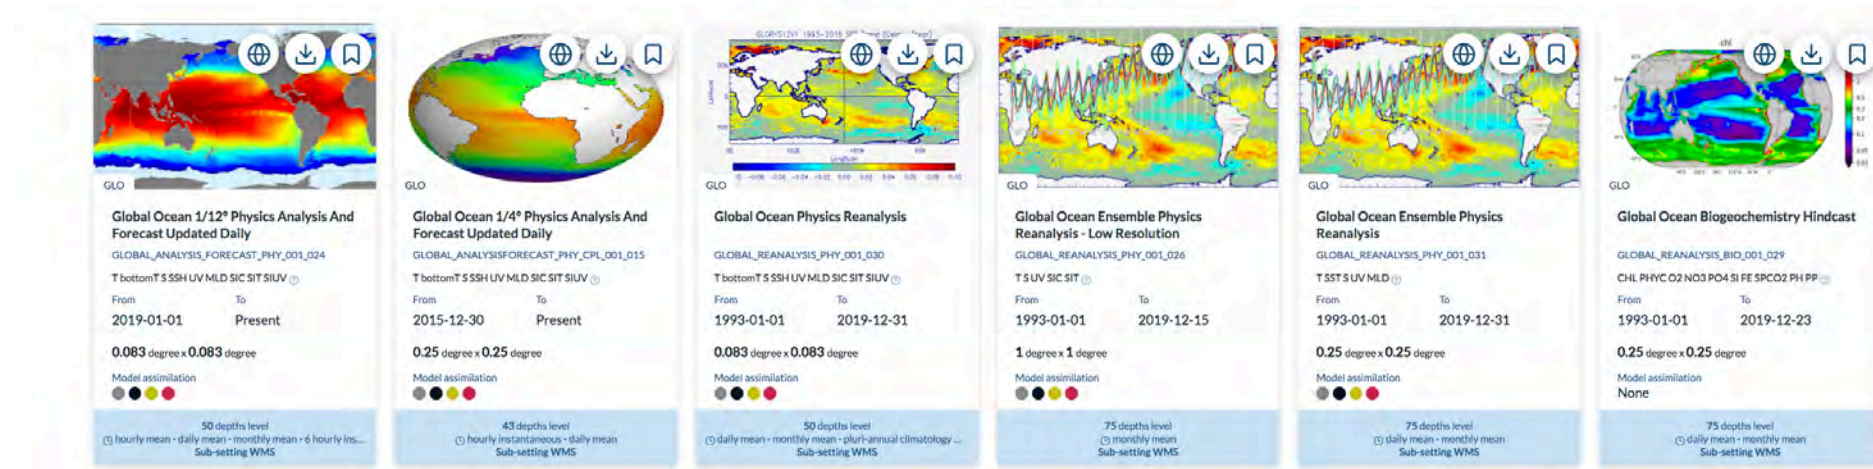 GLO
Global Ocean 1/12° Physics Analysis And
Forecast Updated Daily
GLOBAL_ANALYSIS_FORECAST_PHY_001_024
T bottomT S SSH UV MLD SIC SIT SIUV
From To
2019-01-01 Present
0.083 degree x 0.083 degree
Model assimilation
50 depths level
hourly mean - daily mean - monthly mean - 6 hourly ins...
Sub-setting WMS
GLO
Global Ocean 1/4° Physics Analysis And
Forecast Updated Daily
GLOBAL_ANALYSISFORECAST_PHY_CPL_001_015
T bottomT S SSH UV MLD SIC SIT SIUV
From To
2015-12-30 Present
0.25 degree x 0.25 degree
Model assimilation
43 depths level
hourly instantaneous - daily mean
Sub-setting WMS
GLORYS12V1 1993-2016
Latitude
Longitude
GLO
Global Ocean Physics Reanalysis
GLOBAL_REANALYSIS_PHY_001_030
T bottomT S SSH UV MLD SIC SIT SIUV
From To
1993-01-01 2019-12-31
0.083 degree x 0.083 degree
Model assimilation
50 depths level
daily mean - monthly mean - pluri-annual climatology ...
Sub-setting WMS
GLO
Global Ocean Ensemble Physics
Reanalysis - Low Resolution
GLOBAL_REANALYSIS_PHY_001_026
T S UV SIC SIT
From To
1993-01-01 2019-12-15
1 degree x 1 degree
Model assimilation
75 depths level
monthly mean
Sub-setting WMS
GLO
Global Ocean Ensemble Physics
Reanalysis
GLOBAL_REANALYSIS_PHY_001_031
T SST S UV MLD
From To
1993-01-01 2019-12-31
0.25 degree x 0.25 degree
Model assimilation
75 depths level
daily mean - monthly mean
Sub-setting WMS
chl
GLO
Global Ocean Biogeochemistry Hindcast
GLOBAL_REANALYSIS_BIO_001_029
CHL PHYC O2 NO3 PO4 SI FE SPCO2 PH PP
From To
1993-01-01 2019-12-23
0.25 degree x 0.25 degree
Model assimilation
None
75 depths level
daily mean - monthly mean
Sub-setting WMS